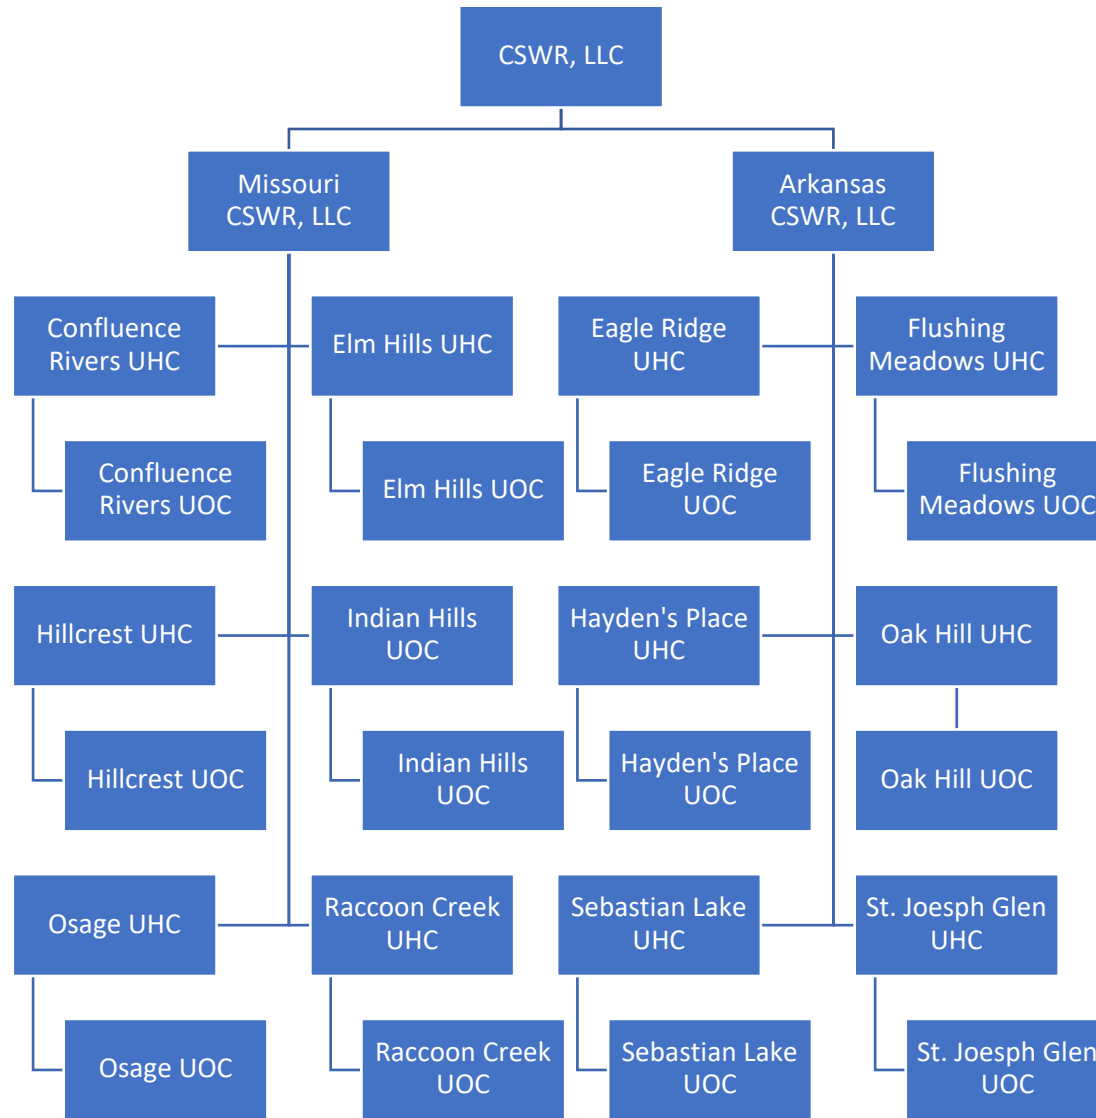 CSWR, LLC
Missouri
CSWR, LLC
Arkansas
CSWR, LLC
Confluence
Rivers UHC
Elm Hills UHC
Eagle Ridge
UHC
Flushing
Meadows UHC
Confluence
Rivers UOC
Elm Hills UOC
Eagle Ridge
UOC
Flushing
Meadows UOC
Hillcrest UHC
Indian Hills
UOC
Hayden's Place
UHC
Oak Hill UHC
Hillcrest UOC
Indian Hills
UOC
Hayden's Place
UOC
Oak Hill UOC
Osage UHC
Raccoon Creek
UHC
Sebastian Lake
UHC
St. Joesph Glen
UHC
Osage UOC
Raccoon Creek
UOC
Sebastian Lake
UOC
St. Joesph Glen
UOC